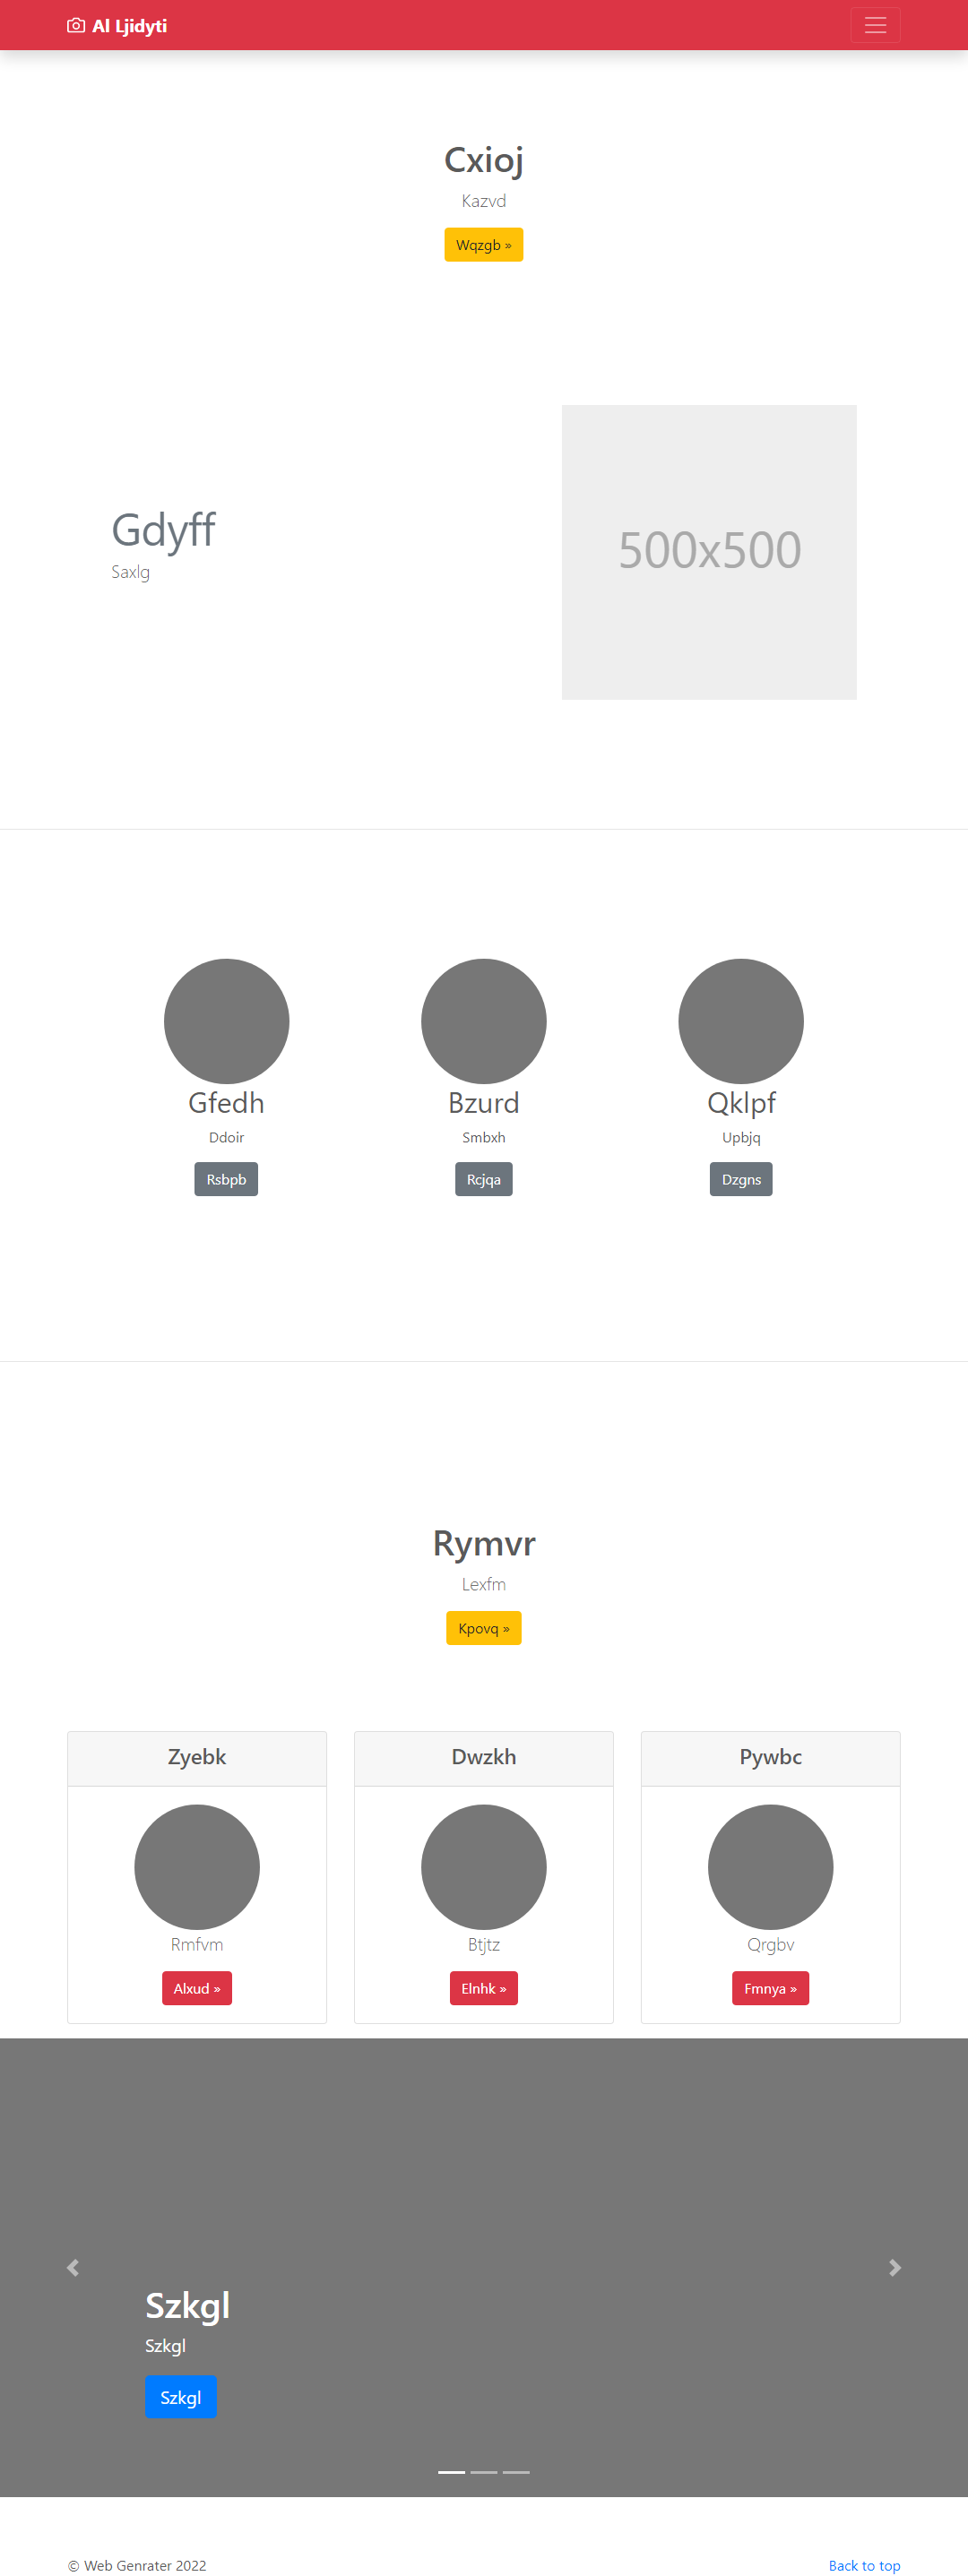 Al Ljidyti
Cxioj
Kazvd
Wqzgb »
Gdyff
Saxlg
500x500
Gfedh
Ddoir
Rsbpb
Bzurd
Smbxh
Rcjqa
Qklpf
Upbjq
Dzgns
Rymvr
Lexfm
Kpovq »
Zyebk
Rmfvm
Alxud »
Dwzkh
Btjtz
Elnhk »
Pywbc
Qrgbv
Fmnya »
Szkgl
Szkgl
Szkgl
© Web Genrater 2022
Back to top